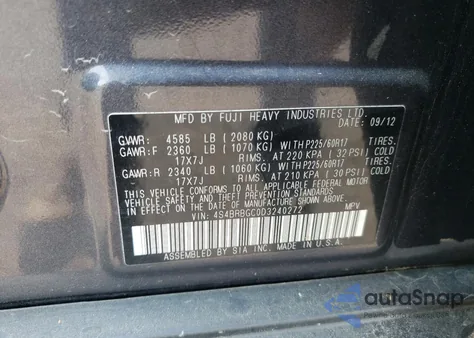 MFD BY FUJI HEAVY INDUSTRIES LTD.
DATE: 09/12
GVWR: 4585 LB (2080 KG)
GAWR:F 2360 LB (1070 KG) WITH P225/60R17 TIRES.
17X7J RIMS. AT 220 KPA (32 PSI) COLD
GAWR:R 2340 LB (1060 KG) WITH P225/60R17 TIRES.
17X7J RIMS. AT 210 KPA (30 PSI) COLD
THIS VEHICLE CONFORMS TO ALL APPLICABLE FEDERAL MOTOR
VEHICLE SAFETY AND THEFT PREVENTION STANDARDS
IN EFFECT ON THE DATE OF MANUFACTURE SHOWN ABOVE.
VIN: 4S4BRBGC0D3240272 MPV
ASSEMBLED BY SIA INC. MADE IN U.S.A.
autoSnap